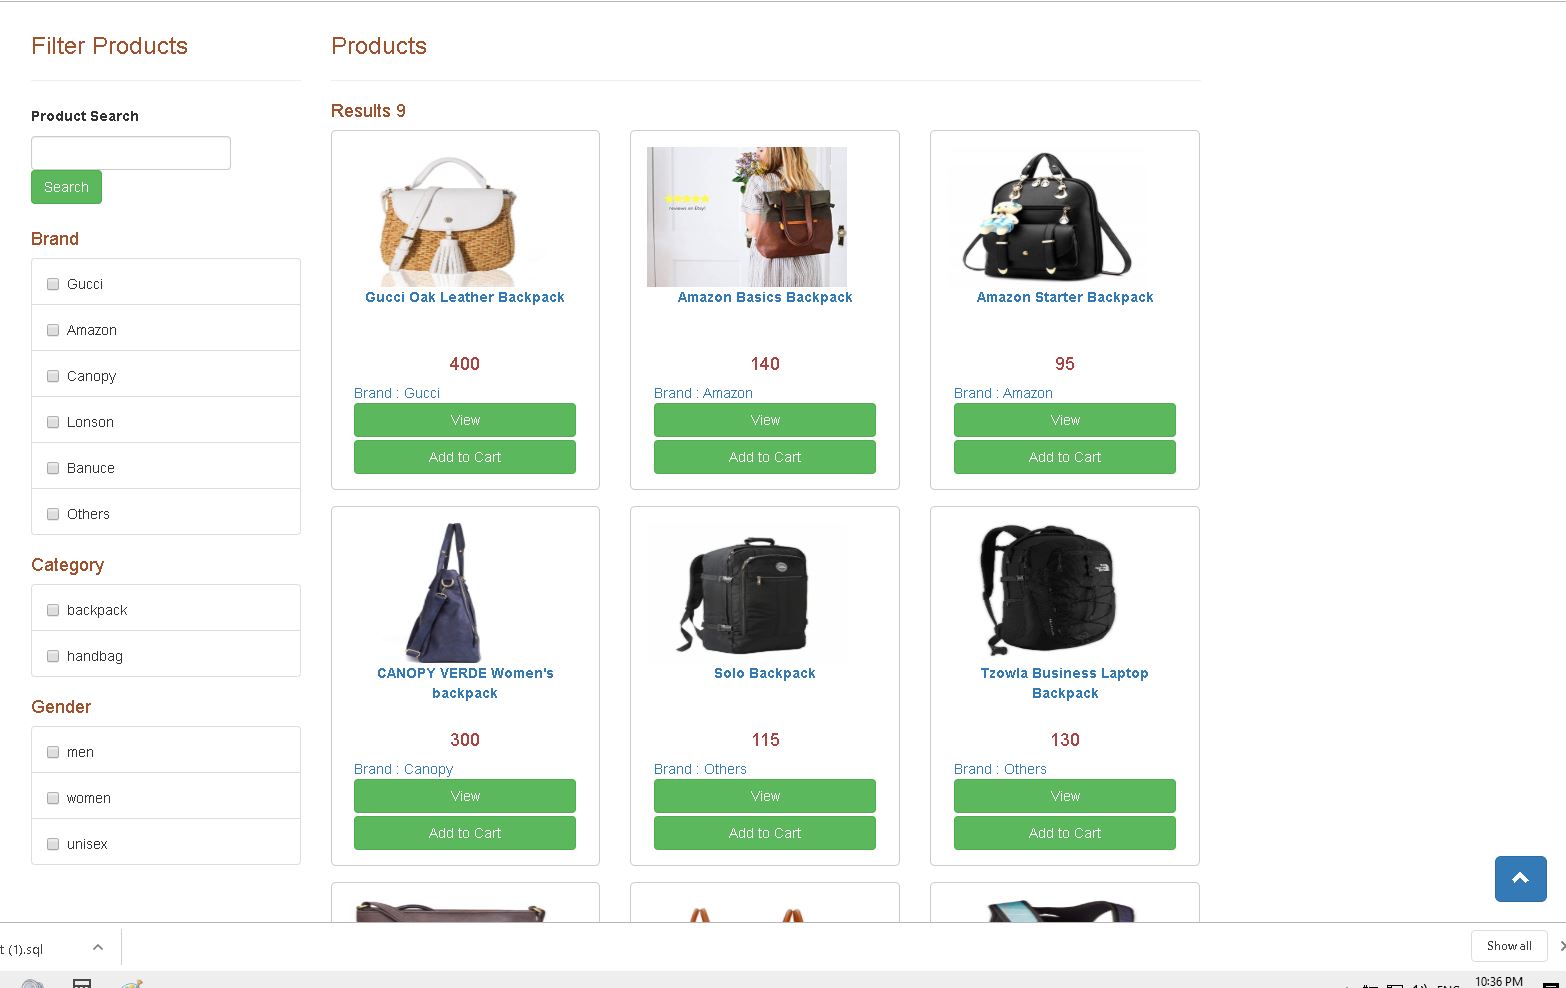 Filter Products
Product Search
Search
Brand
Gucci
Amazon
Canopy
Lonson
Banuce
Others
Category
backpack
handbag
Gender
men
women
unisex
Products
Results 9
Gucci Oak Leather Backpack
400
Brand : Gucci
View
Add to Cart
reviews on Etsy!
Amazon Basics Backpack
140
Brand : Amazon
View
Add to Cart
Amazon Starter Backpack
95
Brand : Amazon
View
Add to Cart
CANOPY VERDE Women's
backpack
300
Brand : Canopy
View
Add to Cart
Solo Backpack
115
Brand : Others
View
Add to Cart
Tzowla Business Laptop
Backpack
130
Brand : Others
View
Add to Cart
t (1).sql
Show all
10:36 PM